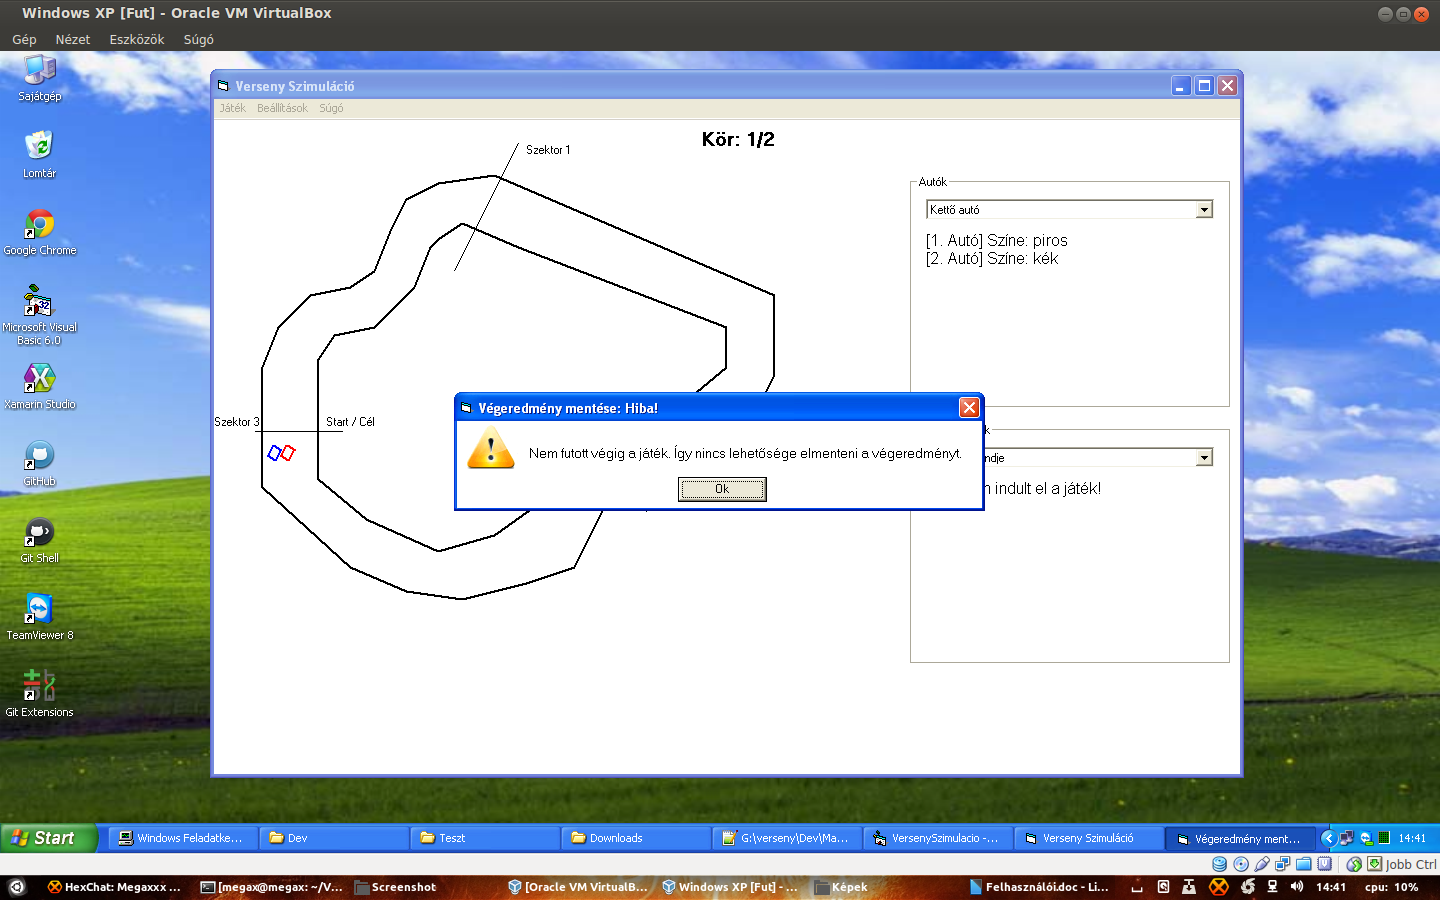 Windows XP [Fut] - Oracle VM VirtualBox
Gép Nézet Eszközök Súgó
Sajátgép
Lomtár
Google Chrome
Microsoft Visual Basic 6.0
Xamarin Studio
GitHub
Git Shell
TeamViewer 8
Git Extensions
Verseny Szimuláció
Játék Beállítások Súgó
Kör: 1/2
Szektor 1
Szektor 3
Start / Cél
Autók
Kettő autó
[1. Autó] Színe: piros
[2. Autó] Színe: kék
Végeredmény mentése: Hiba!
Nem futott végig a játék. Így nincs lehetősége elmenteni a végeredményt.
Ok
k
ndje
indult el a játék!
Start
Windows Feladatke...
Dev
Teszt
Downloads
G:\verseny\Dev\Ma...
VersenySzimulacio -...
Verseny Szimuláció
Végeredmény ment...
14:41
Jobb Ctrl
HexChat: Megaxxx ...
[megax@megax: ~/V...
Screenshot
[Oracle VM VirtualB...
Windows XP [Fut] - ...
Képek
Felhasználói.doc - Li...
14:41
cpu: 10%